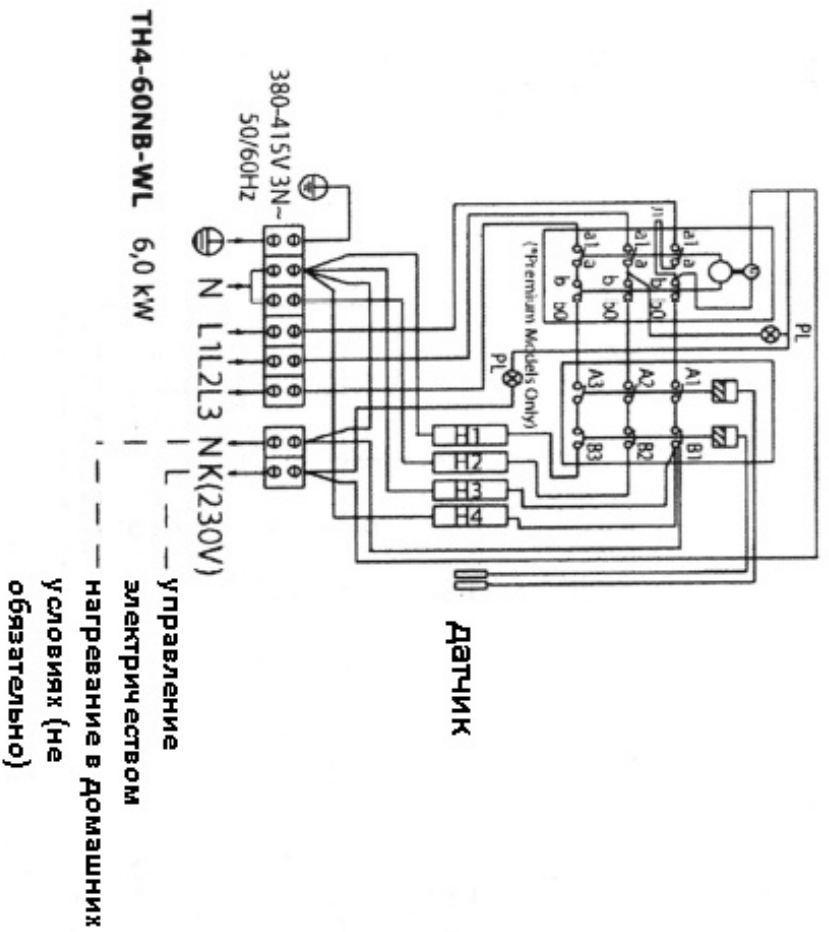 TH4-60NB-WL 6,0 kW
380-415V 3N~
50/60Hz
N L1L2L3 N K(230V)
a1 a b b0
a1 a b b0
a1 a b b0
(*Premium Models Only)
PL
PL
A1 B1
A2 B2
A3 B3
H1
H2
H3
H4
датчик
управление
электричеством
нагревание в домашних
условиях (не
обязательно)